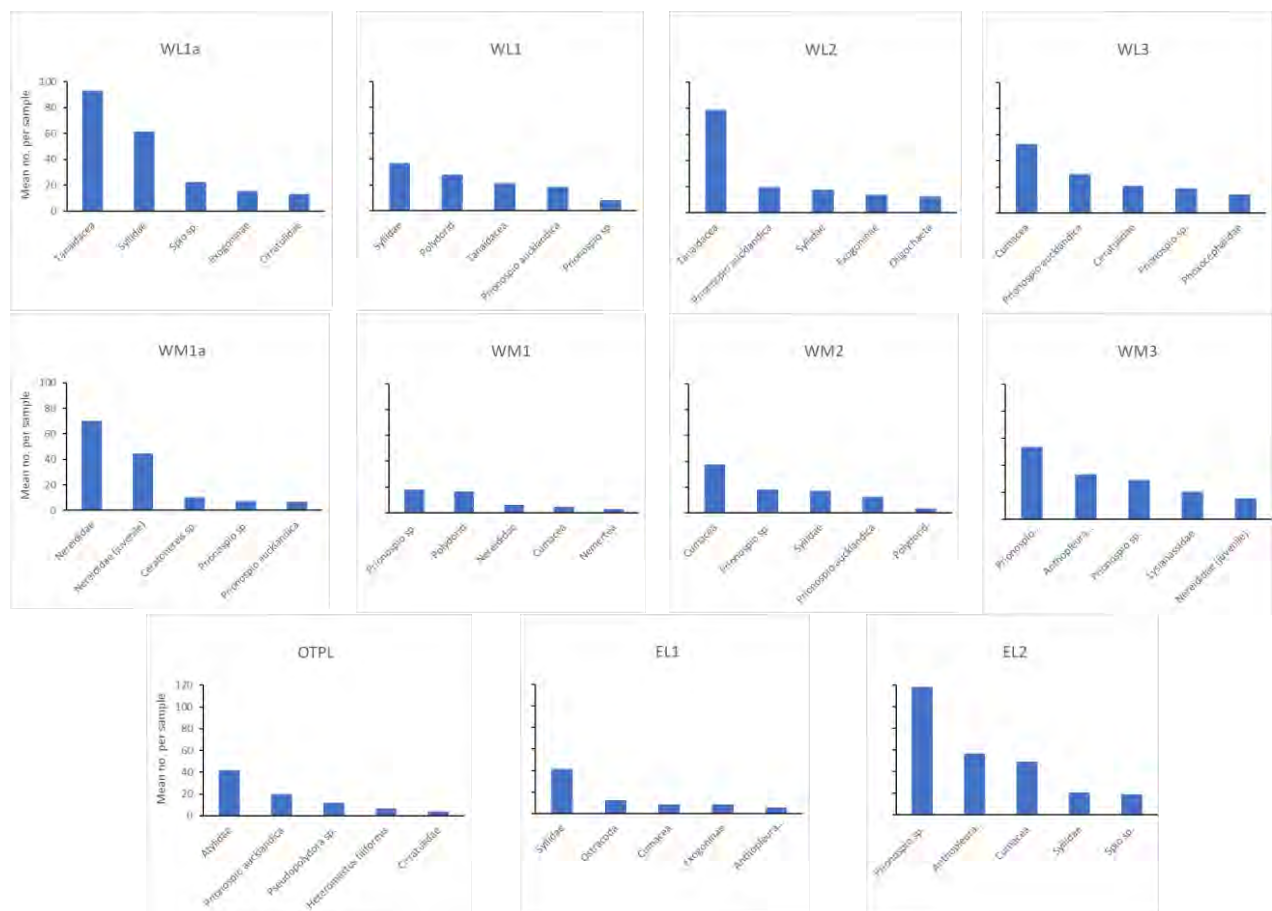 WL1a
WL1
WL2
WL3
Mean no. per sample
100
80
60
40
20
0
Tanaidacea
Syllidae
Spio sp.
Exogoninae
Cirratulidae
Syllidae
Polydorid
Tanaidacea
Prionospio aucklandica
Prionospio sp.
Tanaidacea
Prionospio aucklandica
Syllidae
Exogoninae
Oligochaeta
Cumacea
Prionospio aucklandica
Cirratulidae
Prionospio sp.
Phoxocephalidae
WM1a
WM1
WM2
WM3
Mean no. per sample
100
80
60
40
20
0
Nereididae
Nereididae (juvenile)
Ceratonereis sp.
Prionospio sp.
Prionospio aucklandica
Prionospio sp.
Polydorid
Nereididae
Cumacea
Nemertea
Cumacea
Prionospio sp.
Syllidae
Prionospio aucklandica
Polydorid
Prionospio...
Anthopleura...
Prionospio sp.
Lysianassidae
Nereididae (juvenile)
OTPL
EL1
EL2
Mean no. per sample
120
100
80
60
40
20
0
Atylidae
Prionospio aucklandica
Pseudopolydora sp.
Heteromastus filiformis
Cirratulidae
Syllidae
Ostracoda
Cumacea
Exogoninae
Anthopleura...
Prionospio sp.
Anthopleura...
Cumacea
Syllidae
Spio sp.